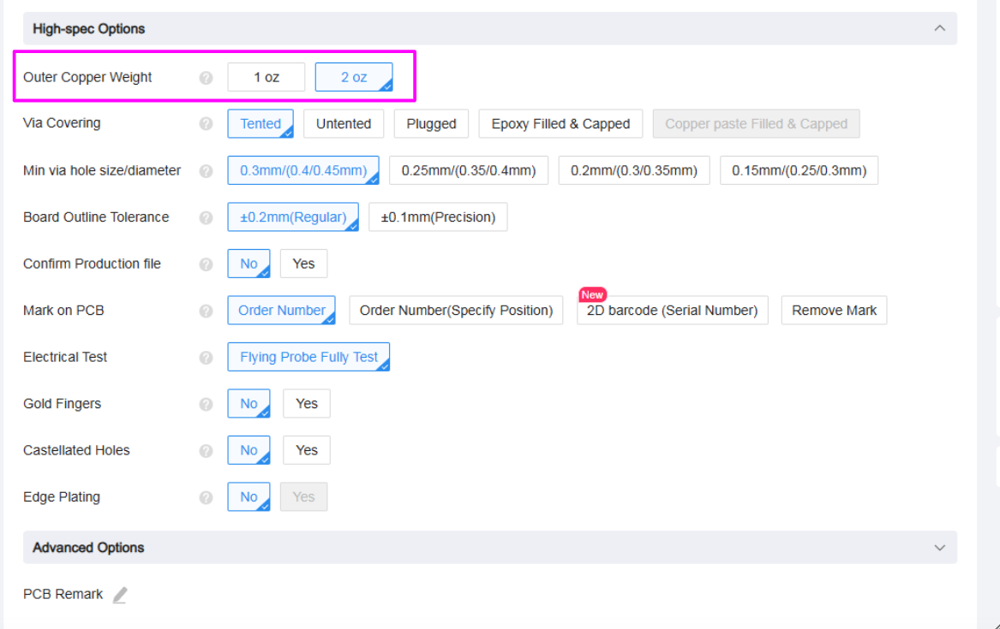 High-spec Options
Outer Copper Weight ? 1 oz 2 oz
Via Covering ? Tented Untented Plugged Epoxy Filled & Capped Copper paste Filled & Capped
Min via hole size/diameter ? 0.3mm/(0.4/0.45mm) 0.25mm/(0.35/0.4mm) 0.2mm/(0.3/0.35mm) 0.15mm/(0.25/0.3mm)
Board Outline Tolerance ? ±0.2mm(Regular) ±0.1mm(Precision)
Confirm Production file ? No Yes
New
Mark on PCB ? Order Number Order Number(Specify Position) 2D barcode (Serial Number) Remove Mark
Electrical Test ? Flying Probe Fully Test
Gold Fingers ? No Yes
Castellated Holes ? No Yes
Edge Plating ? No Yes
Advanced Options
PCB Remark